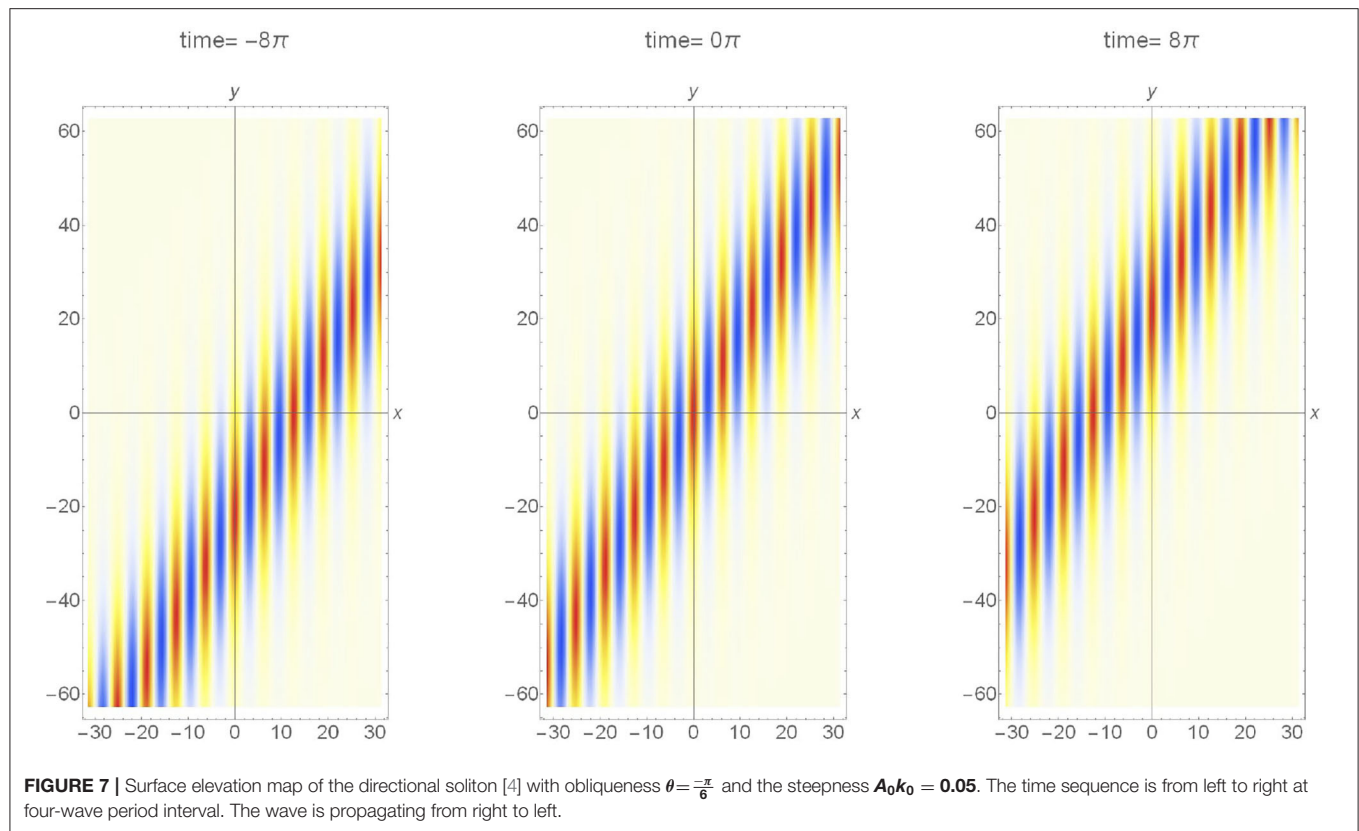 time= −8π
time= 0π
time= 8π
y
y
y
60
40
20
0
−20
−40
−60
x
−30 −20 −10 0 10 20 30
60
40
20
0
−20
−40
−60
x
−30 −20 −10 0 10 20 30
60
40
20
0
−20
−40
−60
x
−30 −20 −10 0 10 20 30
FIGURE 7 | Surface elevation map of the directional soliton [4] with obliqueness θ=−π/6 and the steepness A₀k₀ = 0.05. The time sequence is from left to right at
four-wave period interval. The wave is propagating from right to left.